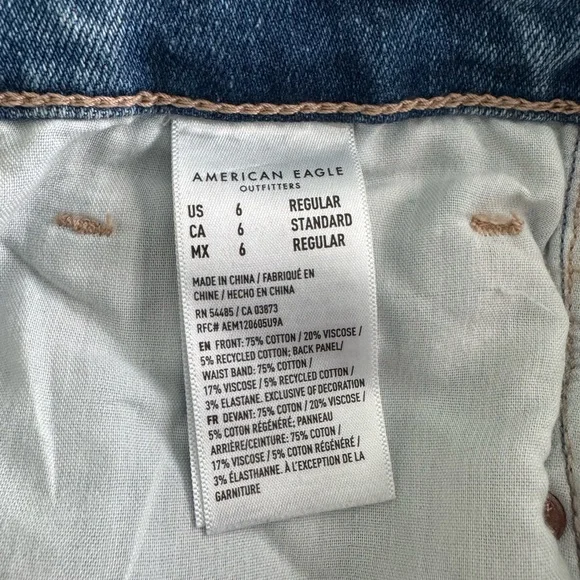 AMERICAN EAGLE
OUTFITTERS
US 6 REGULAR
CA 6 STANDARD
MX 6 REGULAR
MADE IN CHINA / FABRIQUÉ EN
CHINE / HECHO EN CHINA
RN 54485 / CA 03873
RFC# AEM120605U9A
EN FRONT: 75% COTTON / 20% VISCOSE /
5% RECYCLED COTTON; BACK PANEL/
WAIST BAND: 75% COTTON /
17% VISCOSE / 5% RECYCLED COTTON /
3% ELASTANE. EXCLUSIVE OF DECORATION
FR DEVANT: 75% COTON / 20% VISCOSE /
5% COTON RÉGÉNÉRÉ; PANNEAU
ARRIÈRE/CEINTURE: 75% COTON /
17% VISCOSE / 5% COTON RÉGÉNÉRÉ /
3% ÉLASTHANNE. À L'EXCEPTION DE LA
GARNITURE